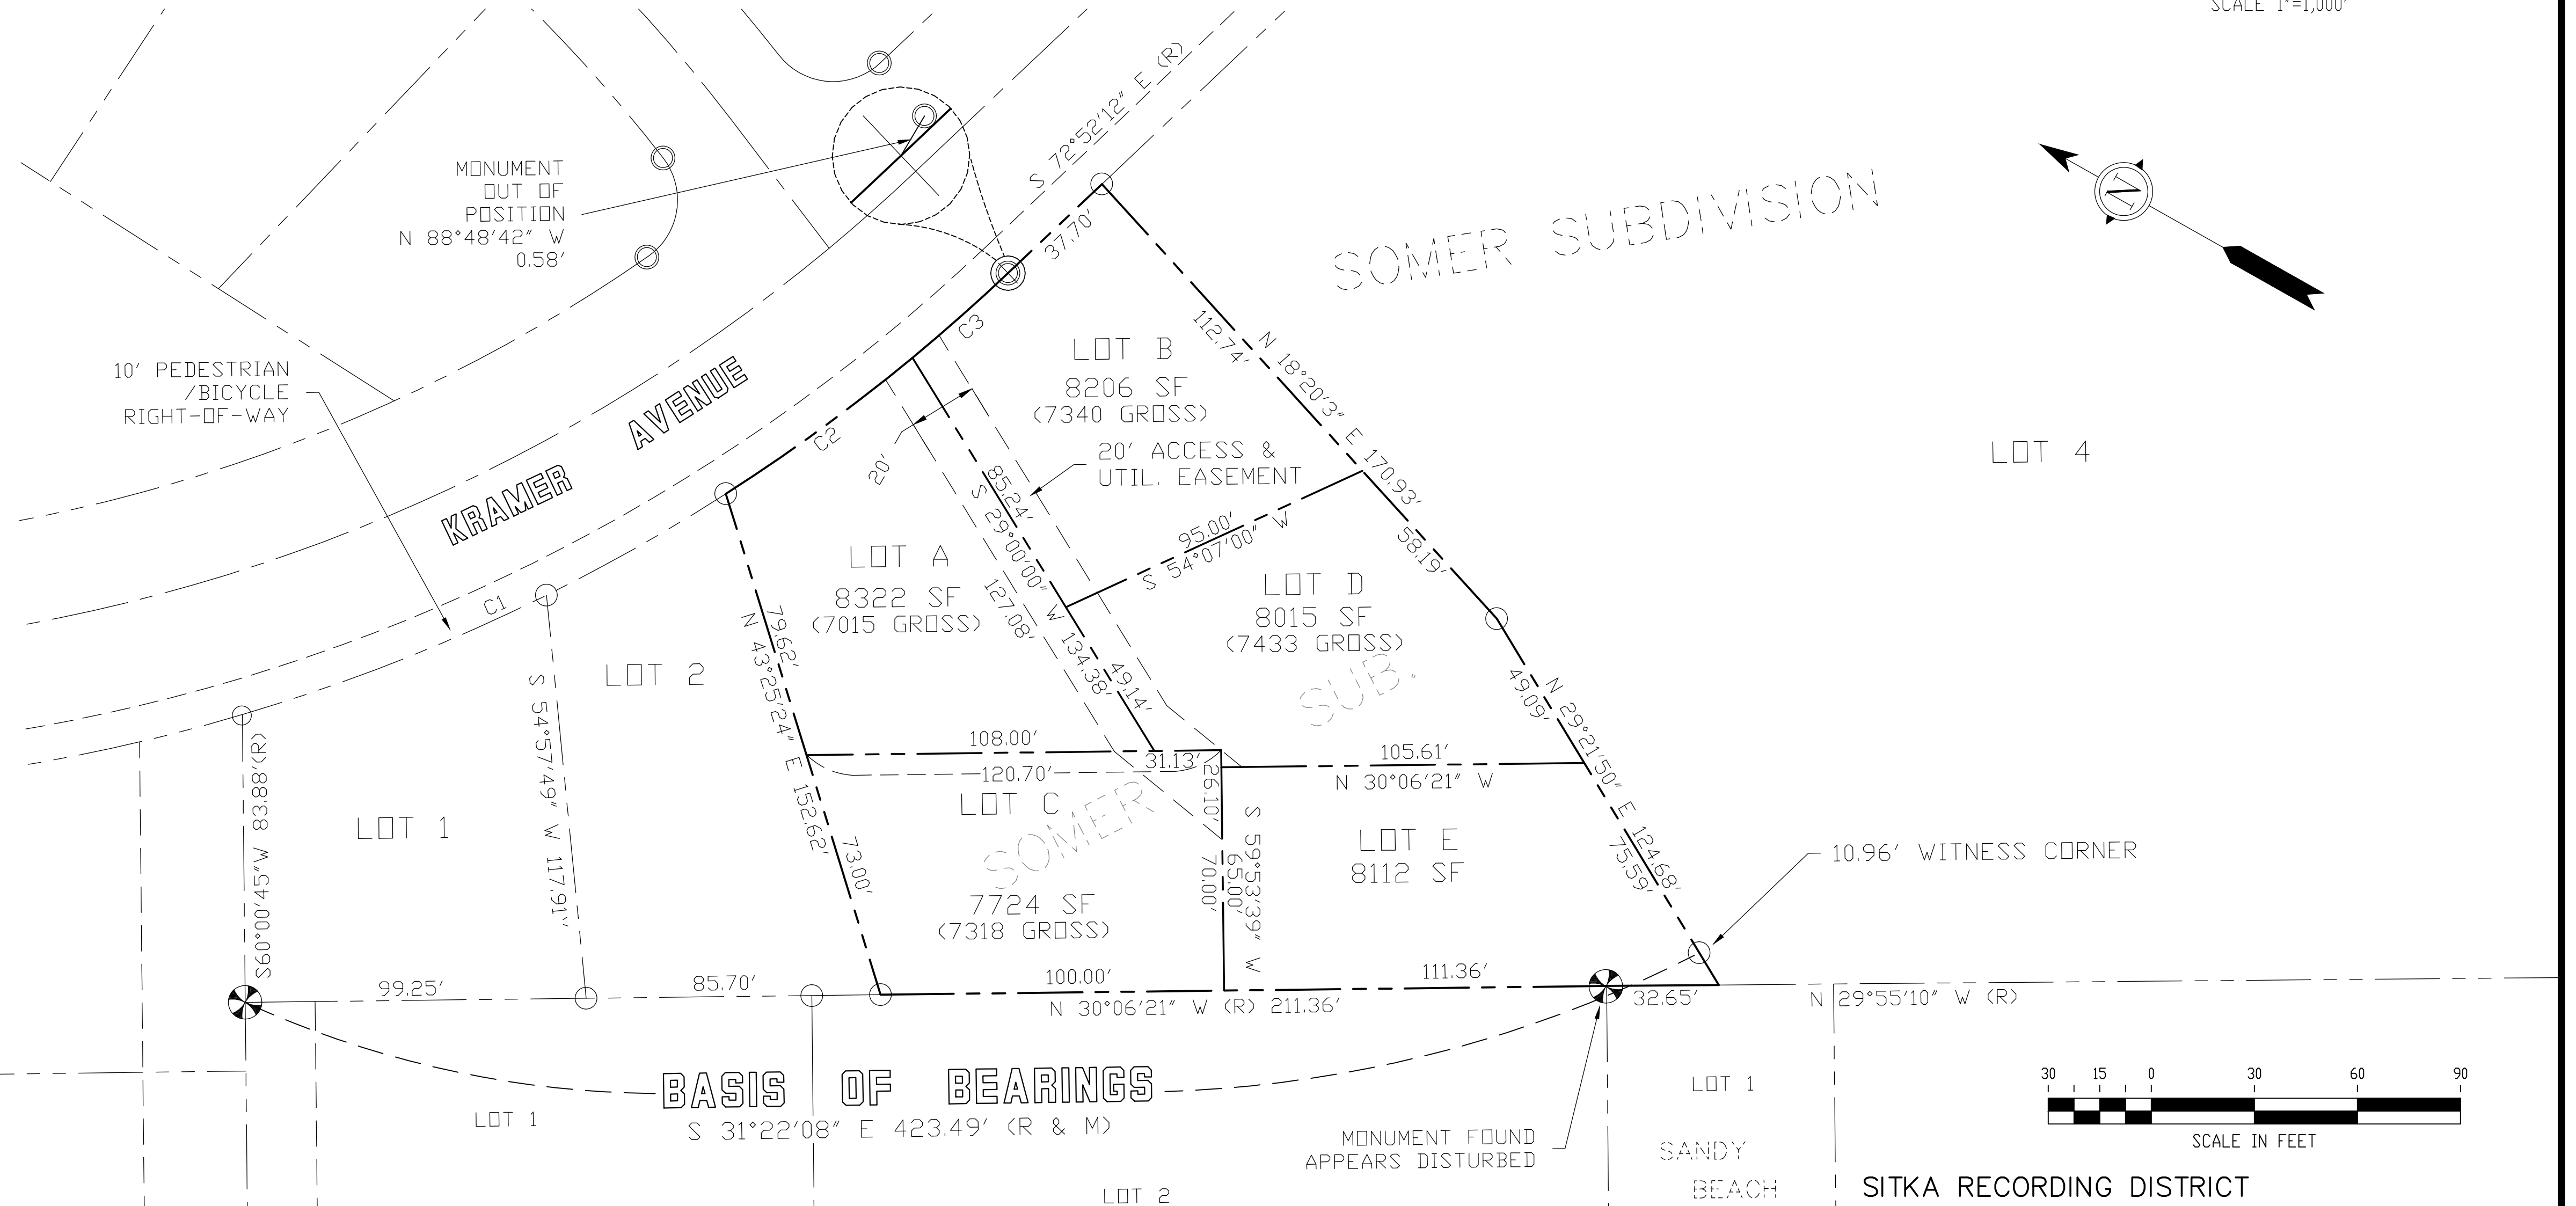 SCALE 1"=1,000'
S 72°52'12" E (R)
MONUMENT
OUT OF
POSITION
N 88°48'42" W
0.58'
37.70'
SOMER SUBDIVISION
N
C3
112.74'
N 18°20'3" E 170.93'
LOT B
8206 SF
(7340 GROSS)
10' PEDESTRIAN
/BICYCLE
RIGHT-OF-WAY
KRAMER AVENUE
C2
20'
20' ACCESS &
UTIL. EASEMENT
LOT 4
85.24'
S 29°00'00" W 134.38'
95.00'
S 54°07'00" W
58.19'
LOT A
8322 SF
(7015 GROSS)
127.08'
LOT D
8015 SF
(7433 GROSS)
C1
79.62'
N 43°25'24" E 152.62'
49.14'
SUB.
49.09'
N 29°21'50" E 124.68'
LOT 2
S 54°57'49" W 117.91'
S60°00'45"W 83.88'(R)
108.00'
31.13'
120.70'
26.10'
105.61'
N 30°06'21" W
LOT C
SOMER
7724 SF
(7318 GROSS)
LOT 1
73.00'
70.00'
65.00'
S 59°53'39" W
LOT E
8112 SF
75.59'
10.96' WITNESS CORNER
99.25'
85.70'
100.00'
111.36'
N 30°06'21" W (R) 211.36'
32.65'
N 29°55'10" W (R)
BASIS OF BEARINGS
S 31°22'08" E 423.49' (R & M)
LOT 1
LOT 2
MONUMENT FOUND
APPEARS DISTURBED
LOT 1
SANDY
BEACH
30 15 0 30 60 90
SCALE IN FEET
SITKA RECORDING DISTRICT